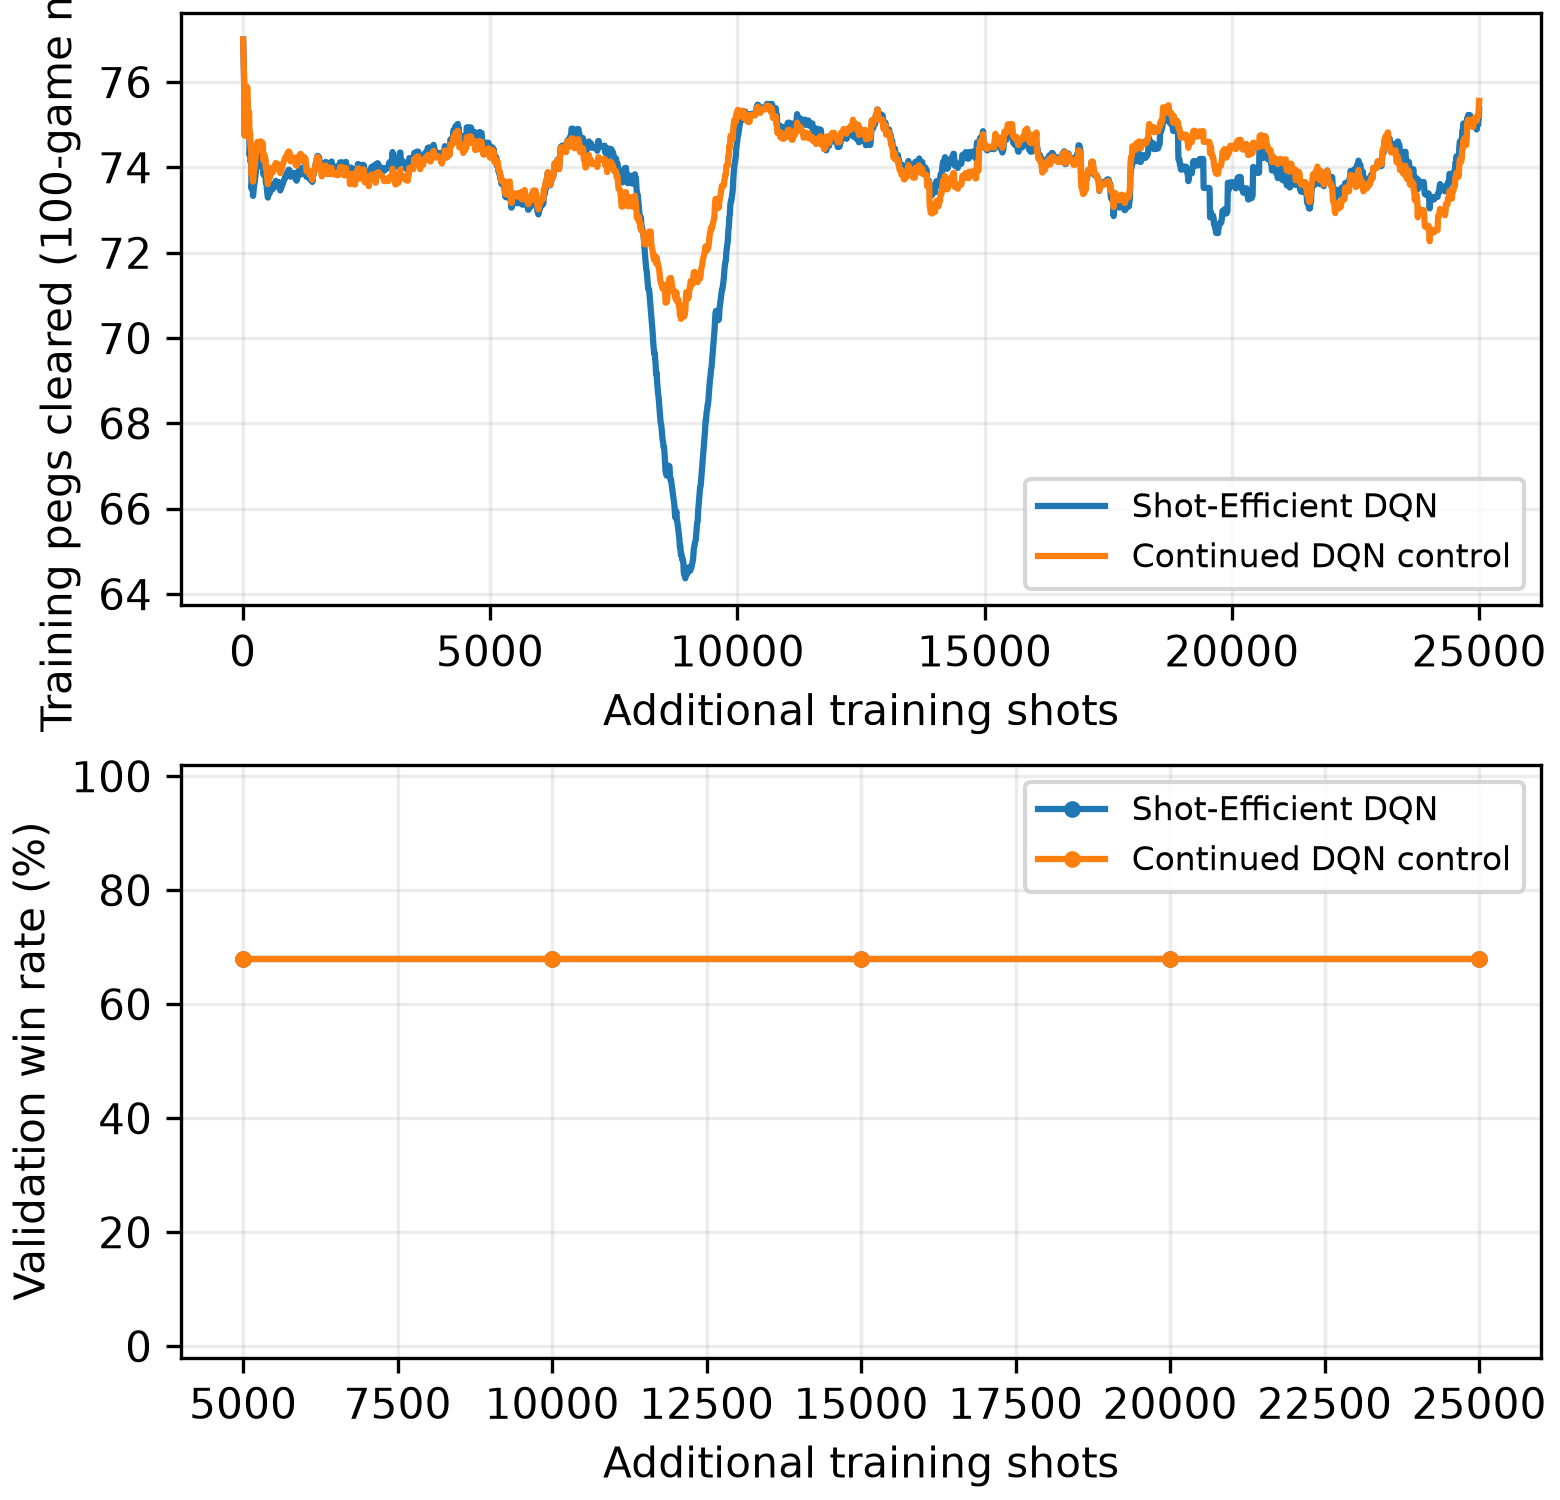 Training pegs cleared (100-game
76
74
72
70
68
66
64
Shot-Efficient DQN
Continued DQN control
0 5000 10000 15000 20000 25000
Additional training shots
Validation win rate (%)
100
80
60
40
20
0
Shot-Efficient DQN
Continued DQN control
5000 7500 10000 12500 15000 17500 20000 22500 25000
Additional training shots